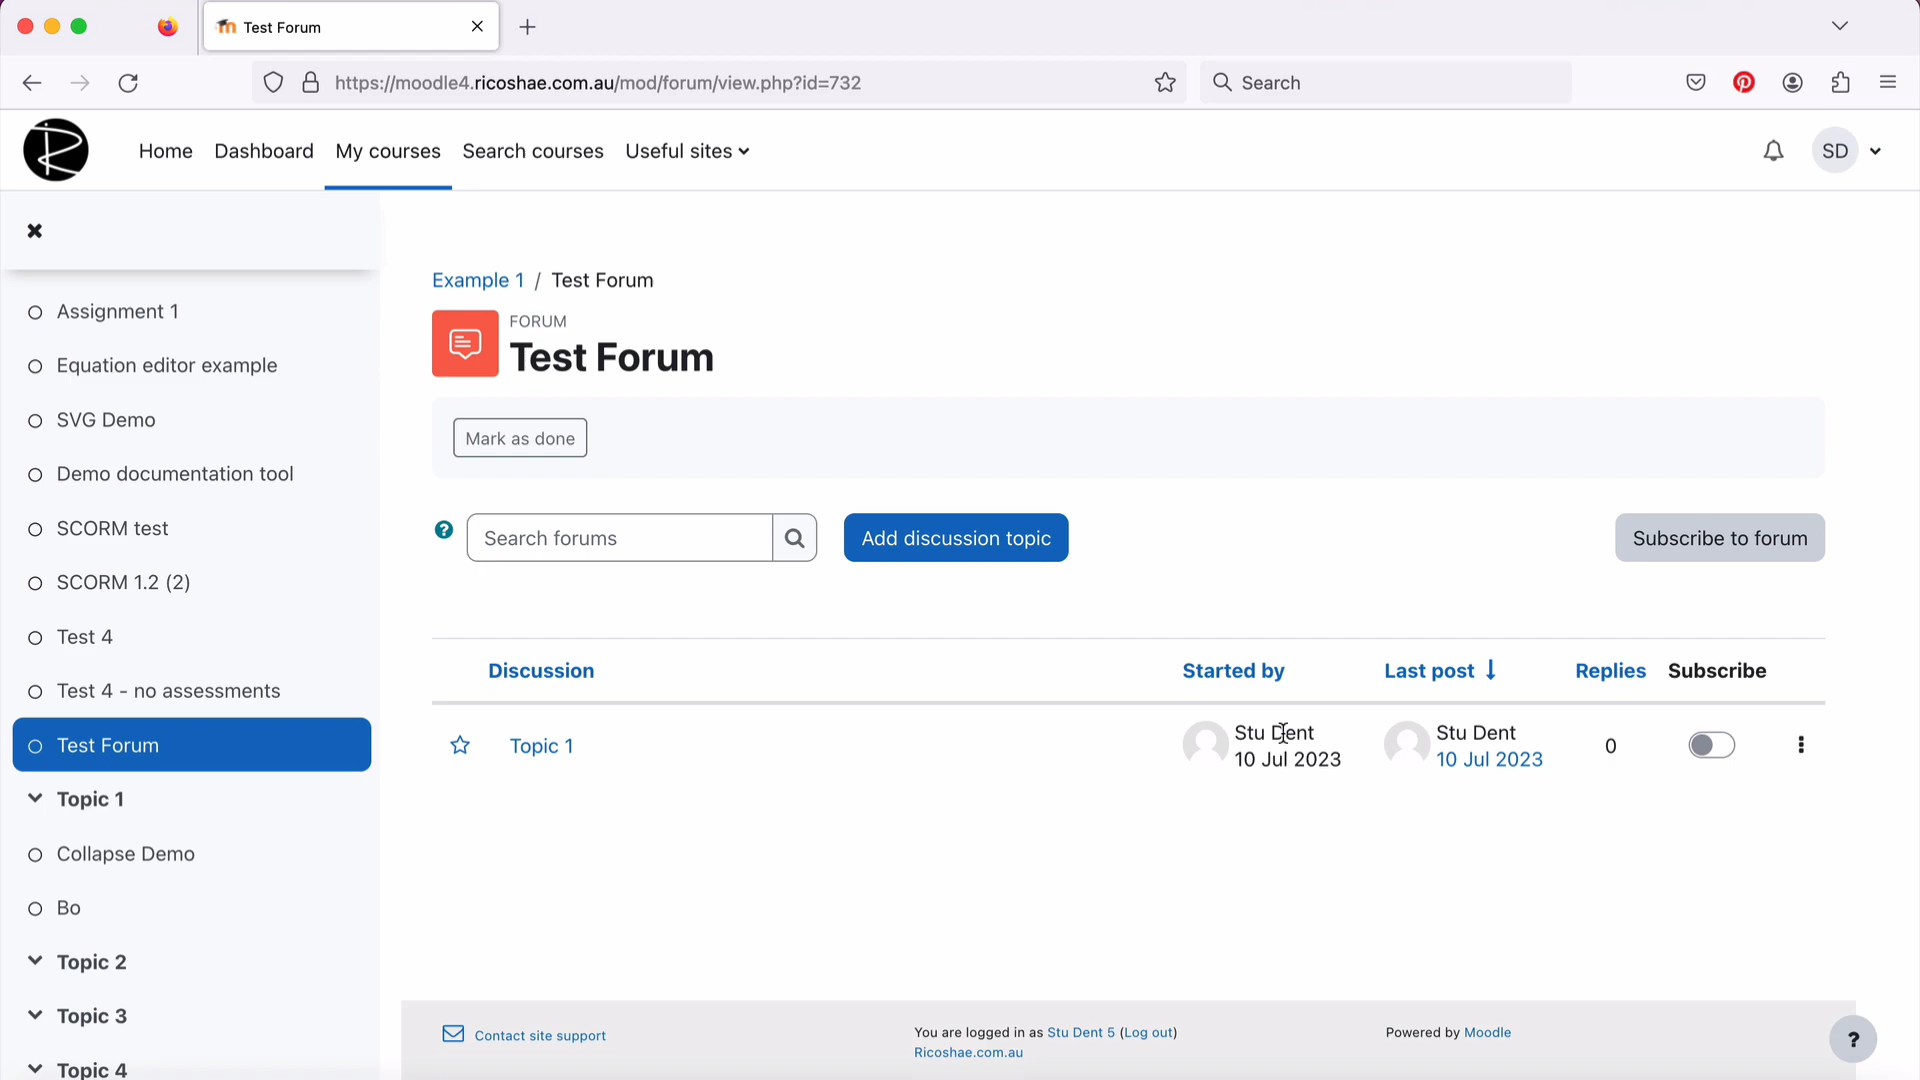 Test Forum
https://moodle4.ricoshae.com.au/mod/forum/view.php?id=732
Search
Home Dashboard My courses Search courses Useful sites
SD
Assignment 1
Equation editor example
SVG Demo
Demo documentation tool
SCORM test
SCORM 1.2 (2)
Test 4
Test 4 - no assessments
Test Forum
Topic 1
Collapse Demo
Bo
Topic 2
Topic 3
Topic 4
Example 1 / Test Forum
FORUM
Test Forum
Mark as done
? Search forums Add discussion topic Subscribe to forum
Discussion Started by Last post Replies Subscribe
Topic 1 Stu Dent Stu Dent 0
10 Jul 2023 10 Jul 2023
Contact site support You are logged in as Stu Dent 5 (Log out) Powered by Moodle
Ricoshae.com.au
?